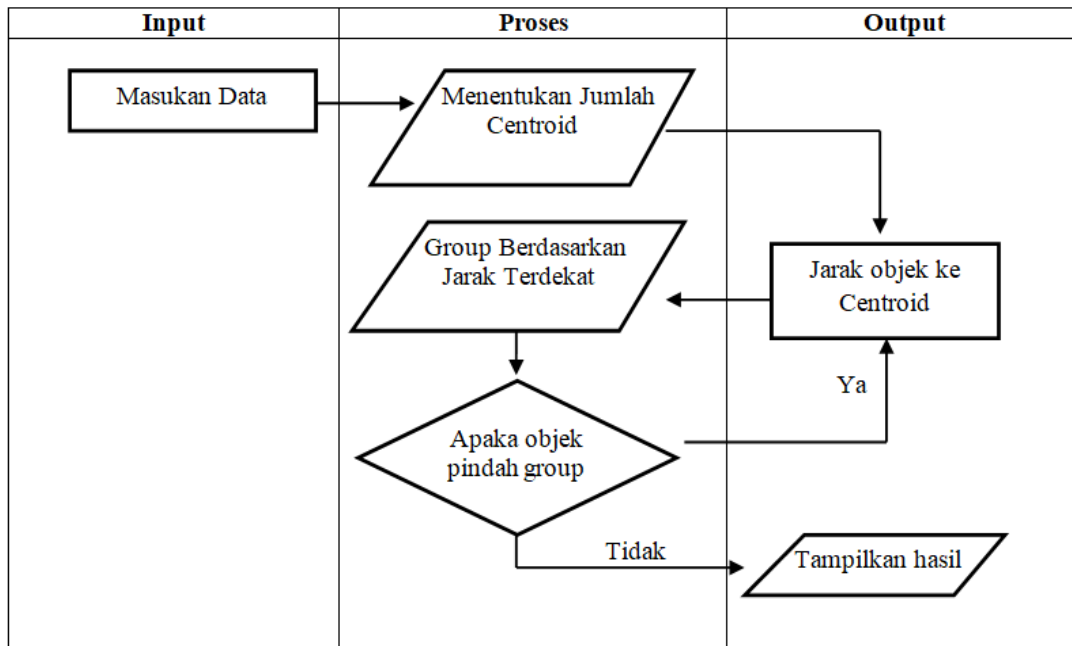 Input
Proses
Output
Masukan Data
Menentukan Jumlah
Centroid
Group Berdasarkan
Jarak Terdekat
Jarak objek ke
Centroid
Ya
Apaka objek
pindah group
Tidak
Tampilkan hasil